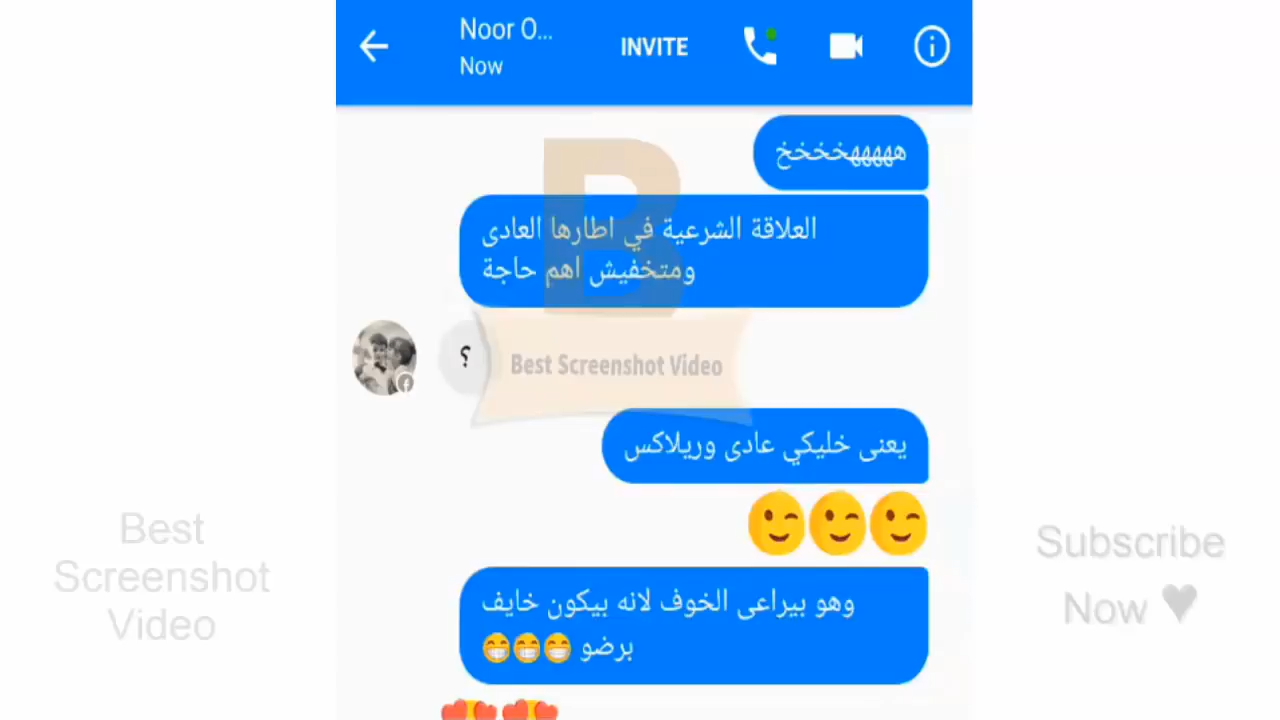 Noor O...
Now
INVITE
هههههخخخخ
العلاقة الشرعية في اطارها العادى
ومتخفيش اهم حاجة
؟
B
Best Screenshot Video
يعنى خليكي عادى وريلاكس
😉😉😉
وهو بيراعى الخوف لانه بيكون خايف
برضو 😁😁😁
Best
Screenshot
Video
Subscribe
Now ♥